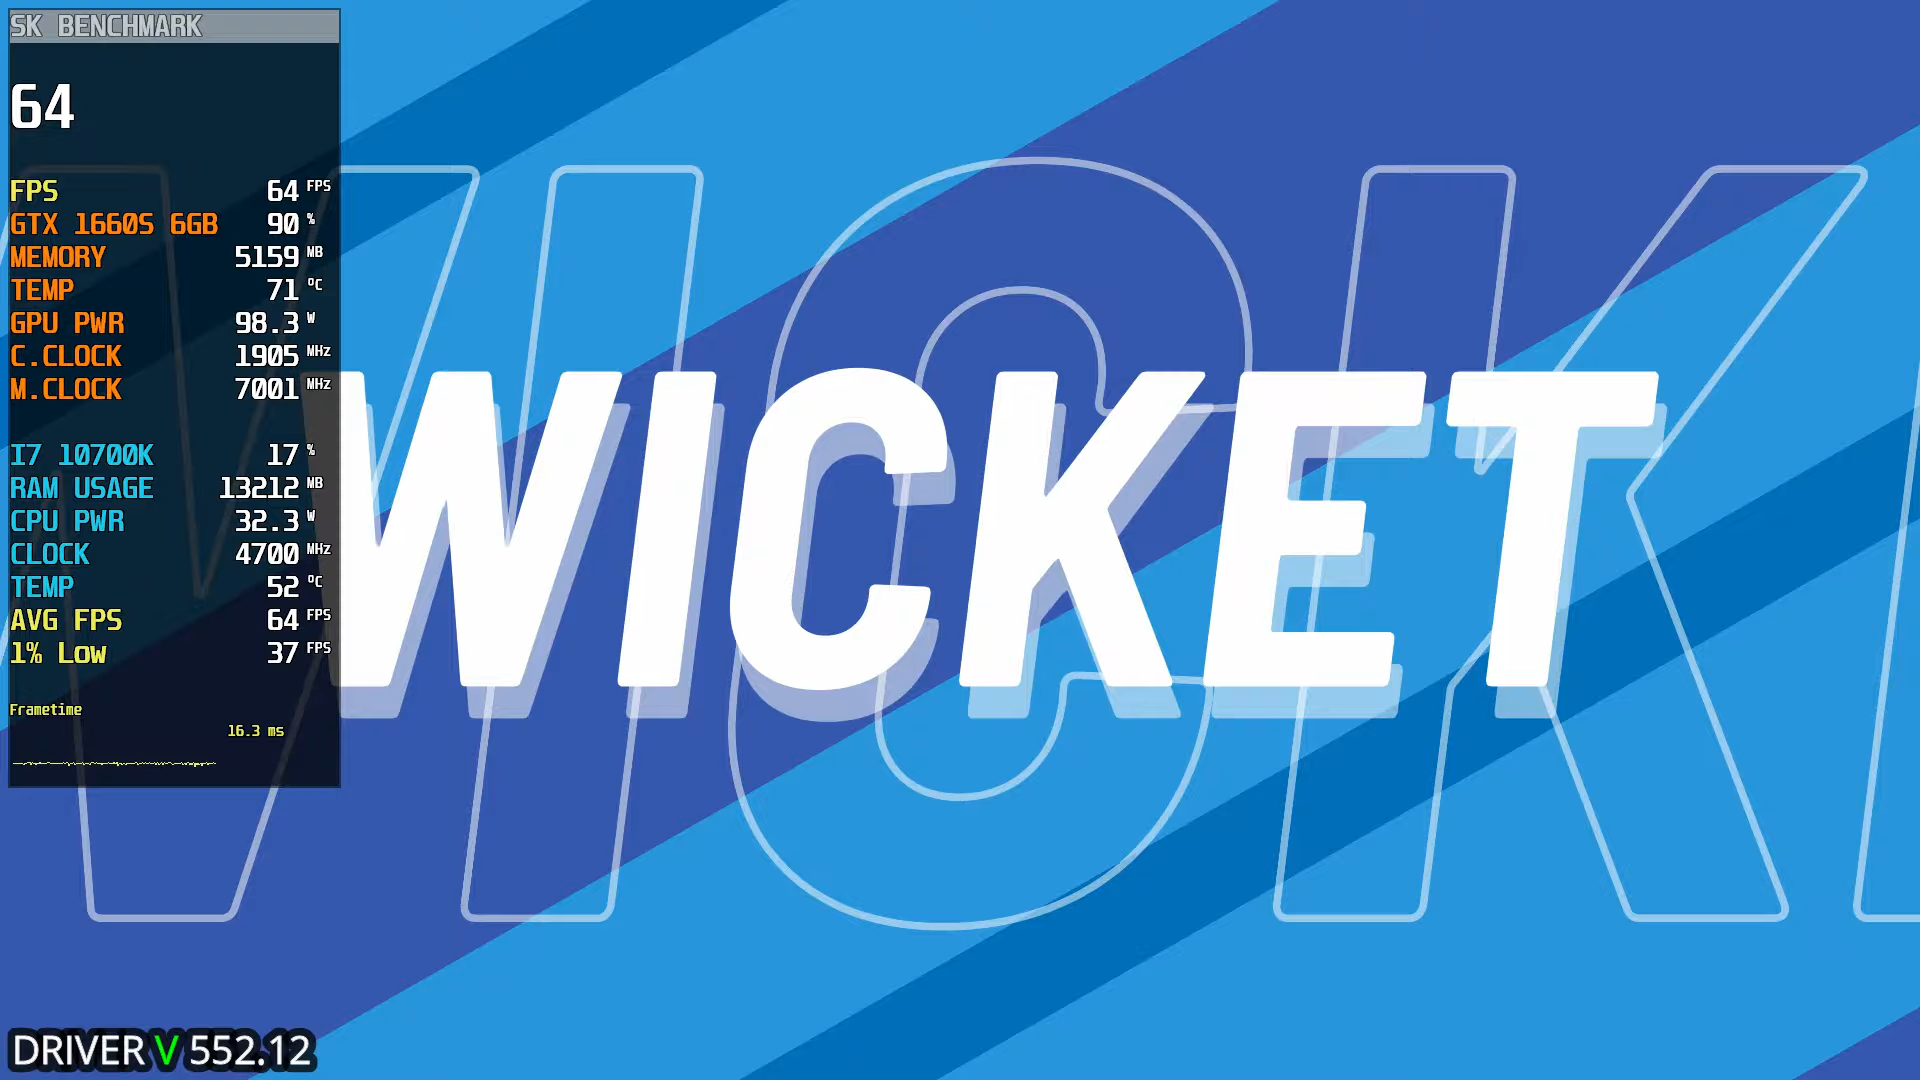 SK BENCHMARK
64
FPS 64 FPS
GTX 1660S 6GB 90 %
MEMORY 5159 MB
TEMP 71 °C
GPU PWR 98.3 W
C.CLOCK 1905 MHz
M.CLOCK 7001 MHz
I7 10700K 17 %
RAM USAGE 13212 MB
CPU PWR 32.3 W
CLOCK 4700 MHz
TEMP 52 °C
AVG FPS 64 FPS
1% Low 37 FPS
Frametime
16.3 ms
WICKET
WICK
DRIVER V 552.12